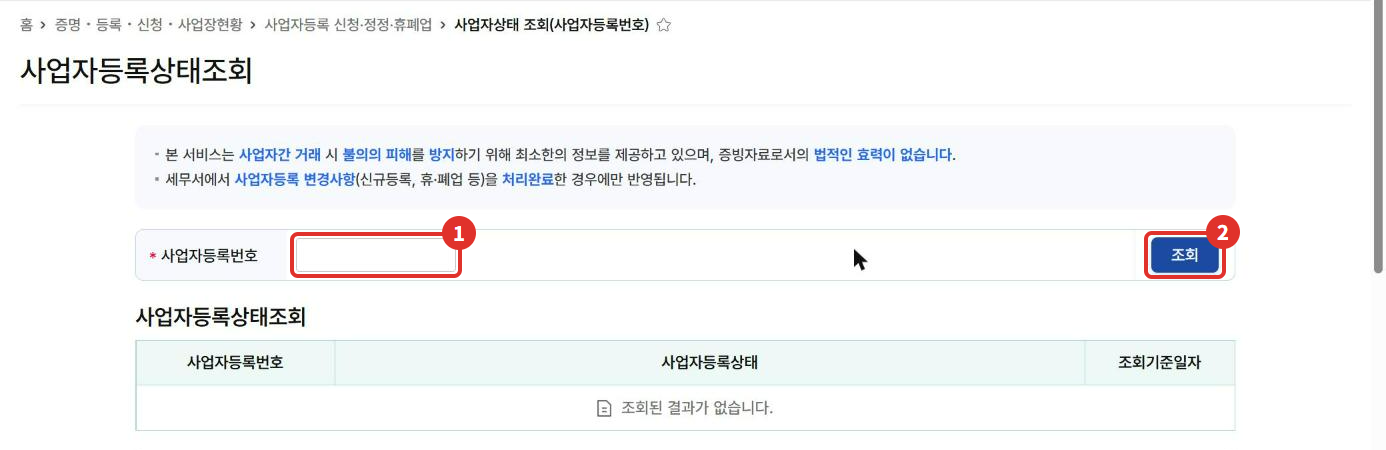 홈 > 증명・등록・신청・사업장현황 > 사업자등록 신청·정정·휴폐업 > 사업자상태 조회(사업자등록번호) ☆
사업자등록상태조회
- 본 서비스는 사업자간 거래 시 불의의 피해를 방지하기 위해 최소한의 정보를 제공하고 있으며, 증빙자료로서의 법적인 효력이 없습니다.
- 세무서에서 사업자등록 변경사항(신규등록, 휴·폐업 등)을 처리완료한 경우에만 반영됩니다.
* 사업자등록번호 1 조회 2
사업자등록상태조회
사업자등록번호 사업자등록상태 조회기준일자
조회된 결과가 없습니다.